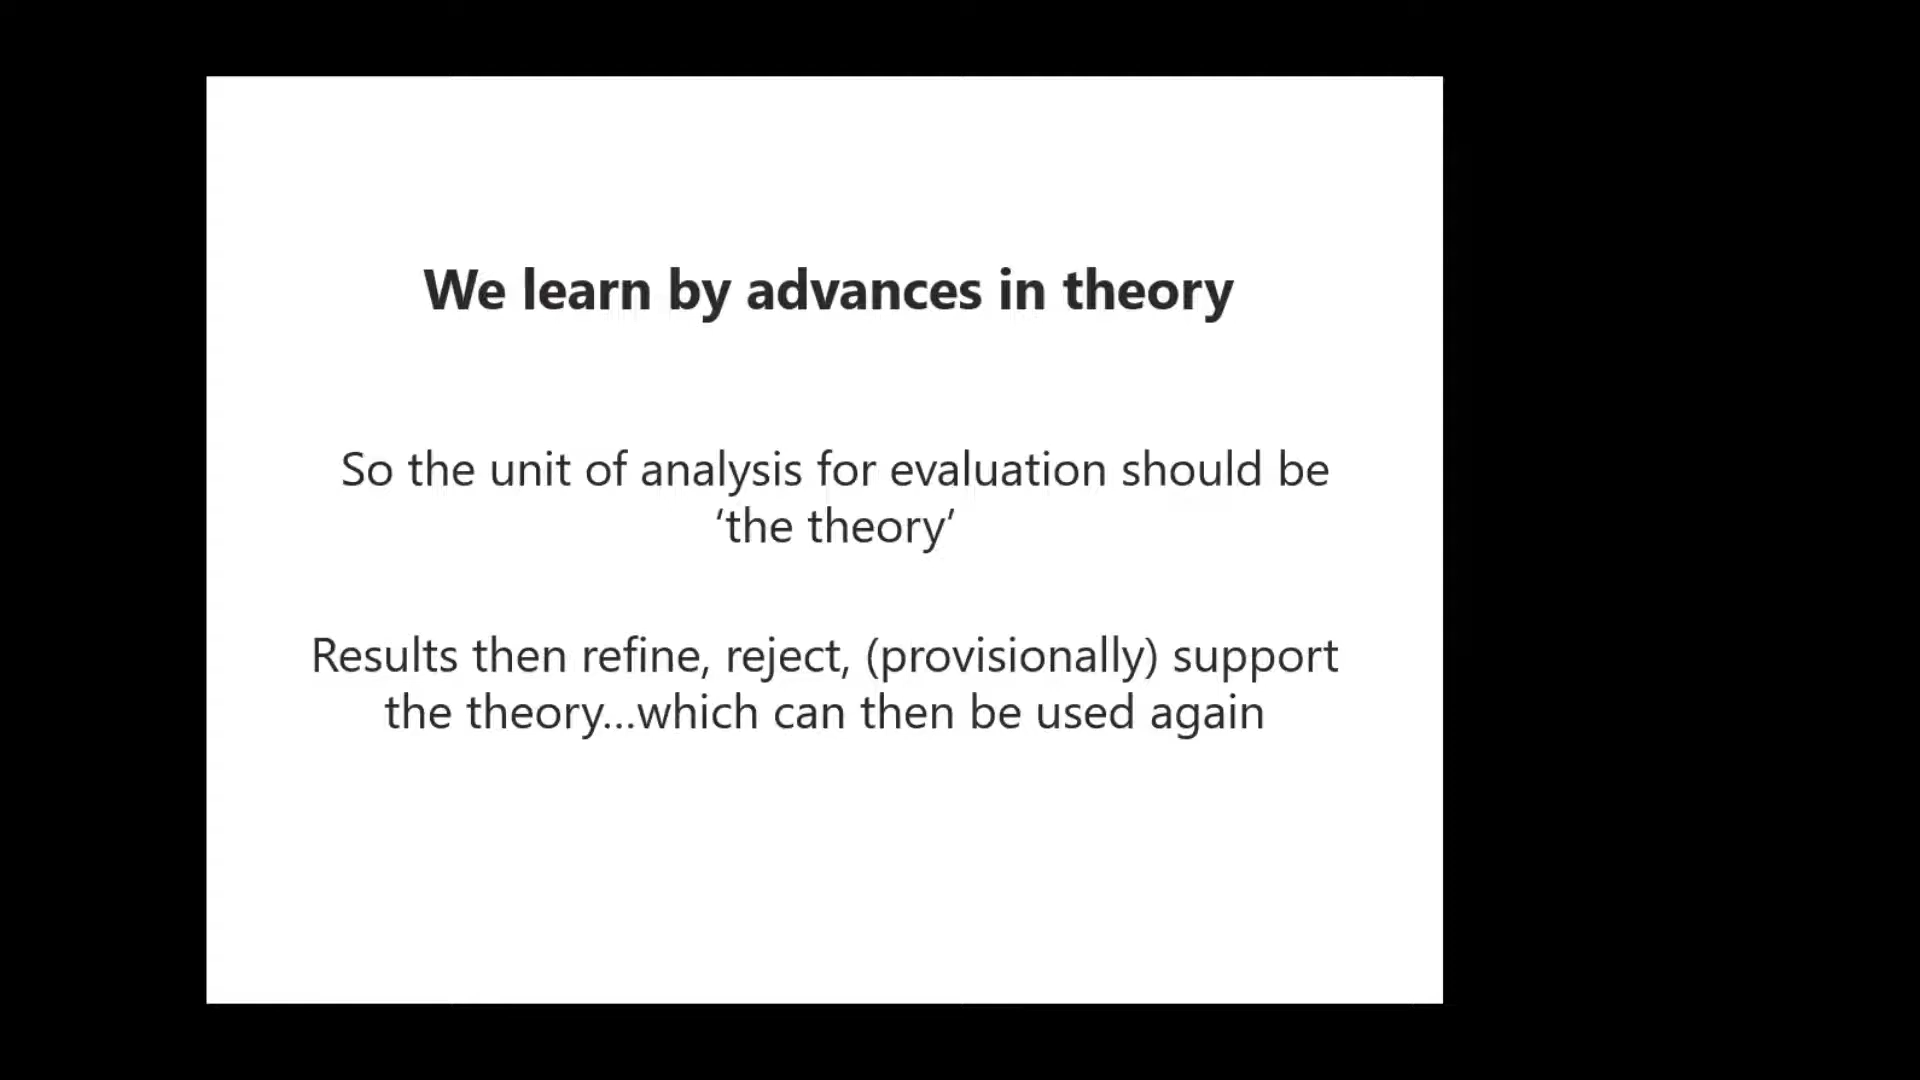 We learn by advances in theory
So the unit of analysis for evaluation should be
‘the theory’
Results then refine, reject, (provisionally) support
the theory...which can then be used again